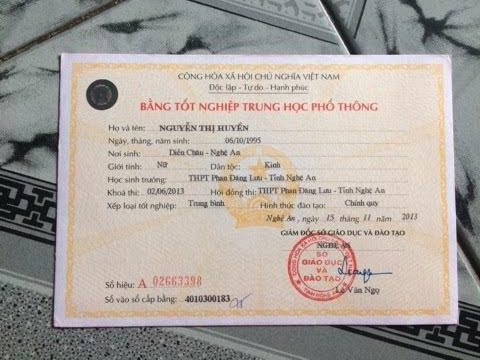 CỘNG HÒA XÃ HỘI CHỦ NGHĨA VIỆT NAM
Độc lập - Tự do - Hạnh phúc
BẰNG TỐT NGHIỆP TRUNG HỌC PHỔ THÔNG
Họ và tên: NGUYỄN THỊ HUYỀN
Ngày, tháng, năm sinh: 06/10/1995
Nơi sinh: Diễn Châu - Nghệ An
Giới tính: Nữ Dân tộc: Kinh
Học sinh trường: THPT Phan Đăng Lưu - Tỉnh Nghệ An
Khoá thi: 02/06/2013 Hội đồng thi: THPT Phan Đăng Lưu - Tỉnh Nghệ An
Xếp loại tốt nghiệp: Trung bình Hình thức đào tạo: Chính quy
Nghệ An, ngày 15 tháng 11 năm 2013
GIÁM ĐỐC SỞ GIÁO DỤC VÀ ĐÀO TẠO
NGHỆ AN
SỞ
GIÁO DỤC
VÀ
ĐÀO TẠO
Lê Văn Ngọ
Số hiệu: A 02663398
Số vào sổ cấp bằng: 4010300183